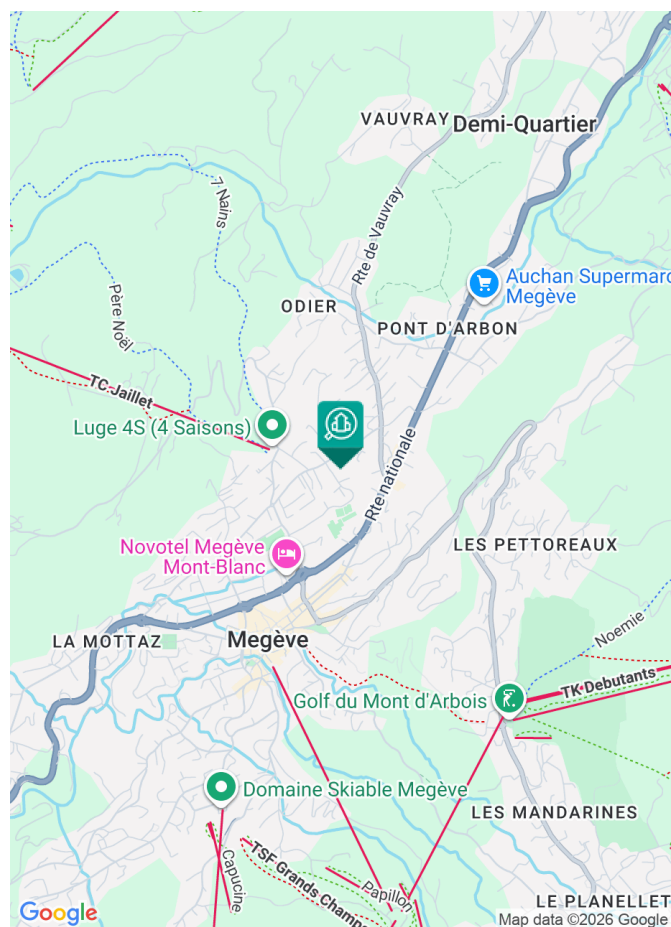 VAUVRAY
Demi-Quartier
7 Nains
Rte de Vauvray
Auchan Supermar
Megève
Père Noël
ODIER
PONT D'ARBON
TC Jaillet
Luge 4S (4 Saisons)
Rte nationale
Novotel Megève
Mont-Blanc
LES PETTOREAUX
LA MOTTAZ
Megève
Noemie
TK Debutants
Golf du Mont d'Arbois
Domaine Skiable Megève
LES MANDARINES
Capucine
TSF Grands Champ
Papillon
LE PLANELLET
Google
Map data ©2026 Google